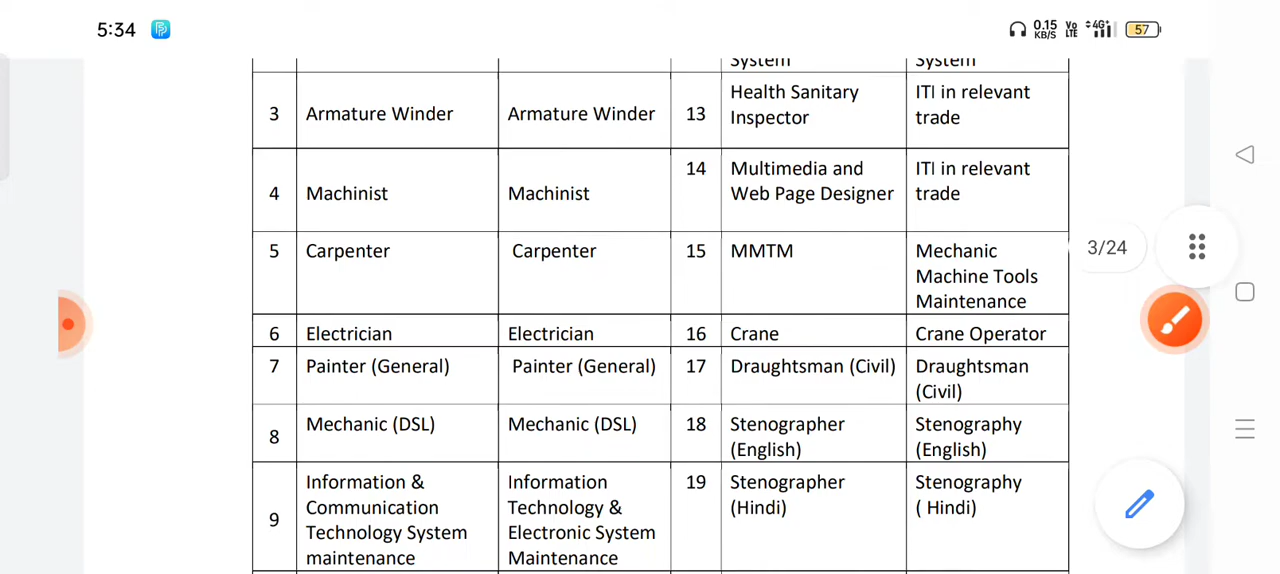 5:34
0.15
KB/S
Vo
LTE
4G+
57
System
System
3
Armature Winder
Armature Winder
13
Health Sanitary
Inspector
ITI in relevant
trade
4
Machinist
Machinist
14
Multimedia and
Web Page Designer
ITI in relevant
trade
5
Carpenter
Carpenter
15
MMTM
Mechanic
Machine Tools
Maintenance
6
Electrician
Electrician
16
Crane
Crane Operator
7
Painter (General)
Painter (General)
17
Draughtsman (Civil)
Draughtsman
(Civil)
8
Mechanic (DSL)
Mechanic (DSL)
18
Stenographer
(English)
Stenography
(English)
9
Information &
Communication
Technology System
maintenance
Information
Technology &
Electronic System
Maintenance
19
Stenographer
(Hindi)
Stenography
( Hindi)
3/24